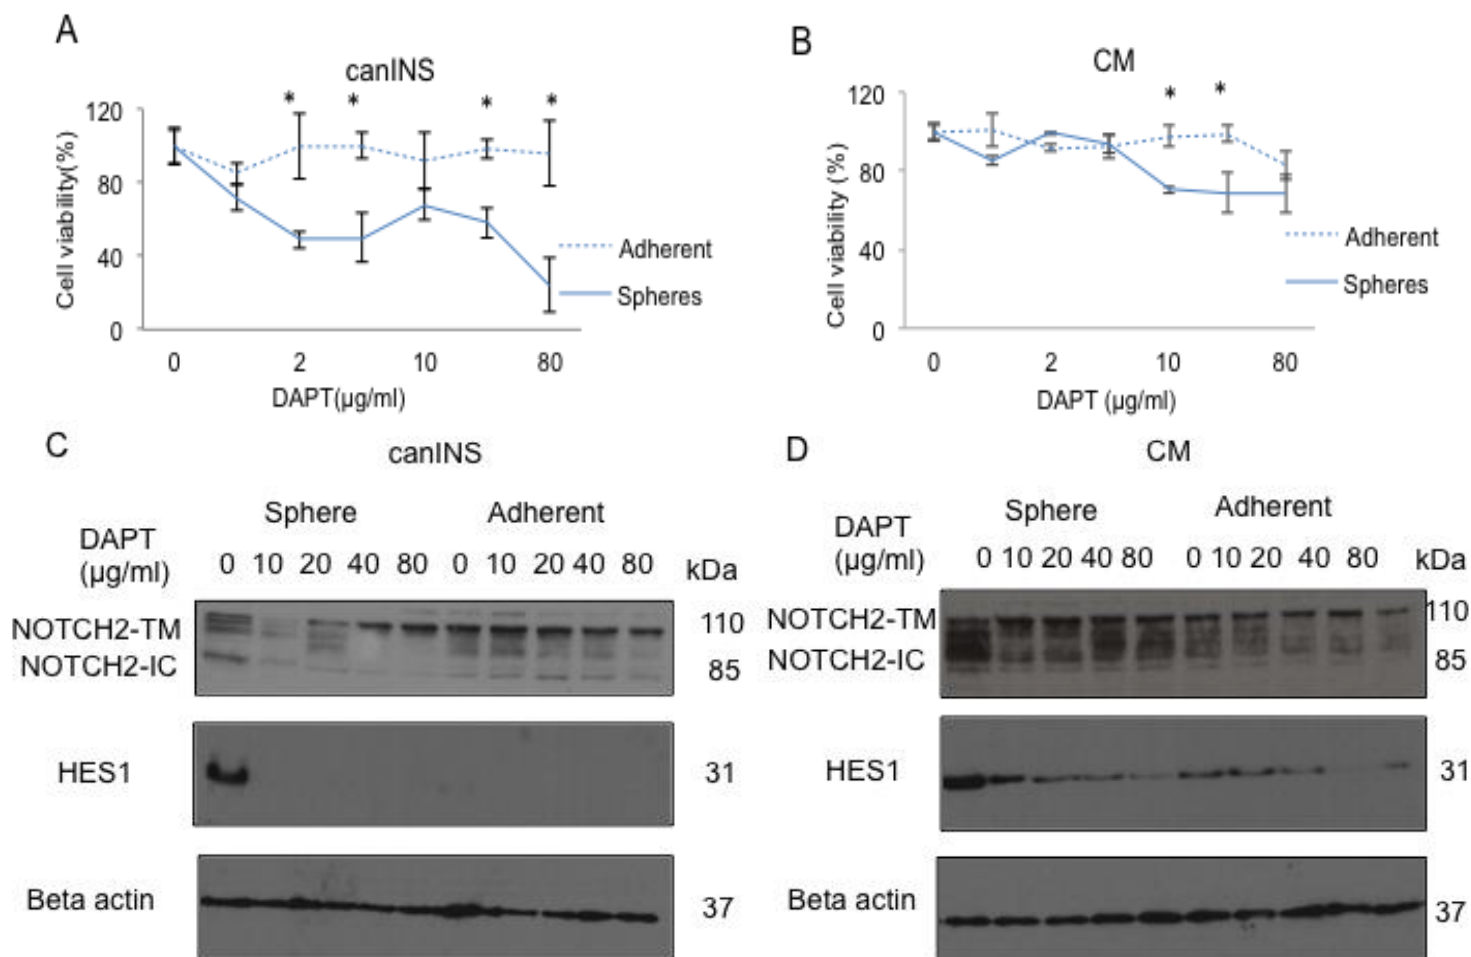 A
canINS
* * * *
120
80
40
0
Cell viability(%)
Adherent
Spheres
0 2 10 80
DAPT(µg/ml)
B
CM
* *
120
80
40
0
Cell viability (%)
Adherent
Spheres
0 2 10 80
DAPT (µg/ml)
C
canINS
Sphere Adherent
DAPT
(µg/ml) 0 10 20 40 80 0 10 20 40 80 kDa
NOTCH2-TM 110
NOTCH2-IC 85
HES1 31
Beta actin 37
D
CM
Sphere Adherent
DAPT
(µg/ml) 0 10 20 40 80 0 10 20 40 80 kDa
NOTCH2-TM 110
NOTCH2-IC 85
HES1 31
Beta actin 37